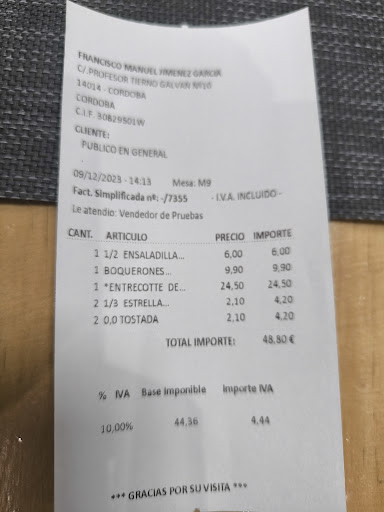 FRANCISCO MANUEL JIMENEZ GARCIA
C/.PROFESOR TIERNO GALVAN Nº10
14014 - CORDOBA
CORDOBA
C.I.F. 30829501W
CLIENTE:
PUBLICO EN GENERAL
.
09/12/2023 - 14:13 Mesa: M9
Fact. Simplificada nº: -/7355 - I.V.A. INCLUIDO -
Le atendio: Vendedor de Pruebas
CANT. ARTICULO PRECIO IMPORTE
1 1/2 ENSALADILLA... 6,00 6,00
1 BOQUERONES... 9,90 9,90
1 *ENTRECOTTE DE... 24,50 24,50
2 1/3 ESTRELLA... 2,10 4,20
2 0,0 TOSTADA 2,10 4,20
TOTAL IMPORTE: 48,80 €
% IVA Base Imponible Importe IVA
10,00% 44,36 4,44
*** GRACIAS POR SU VISITA ***